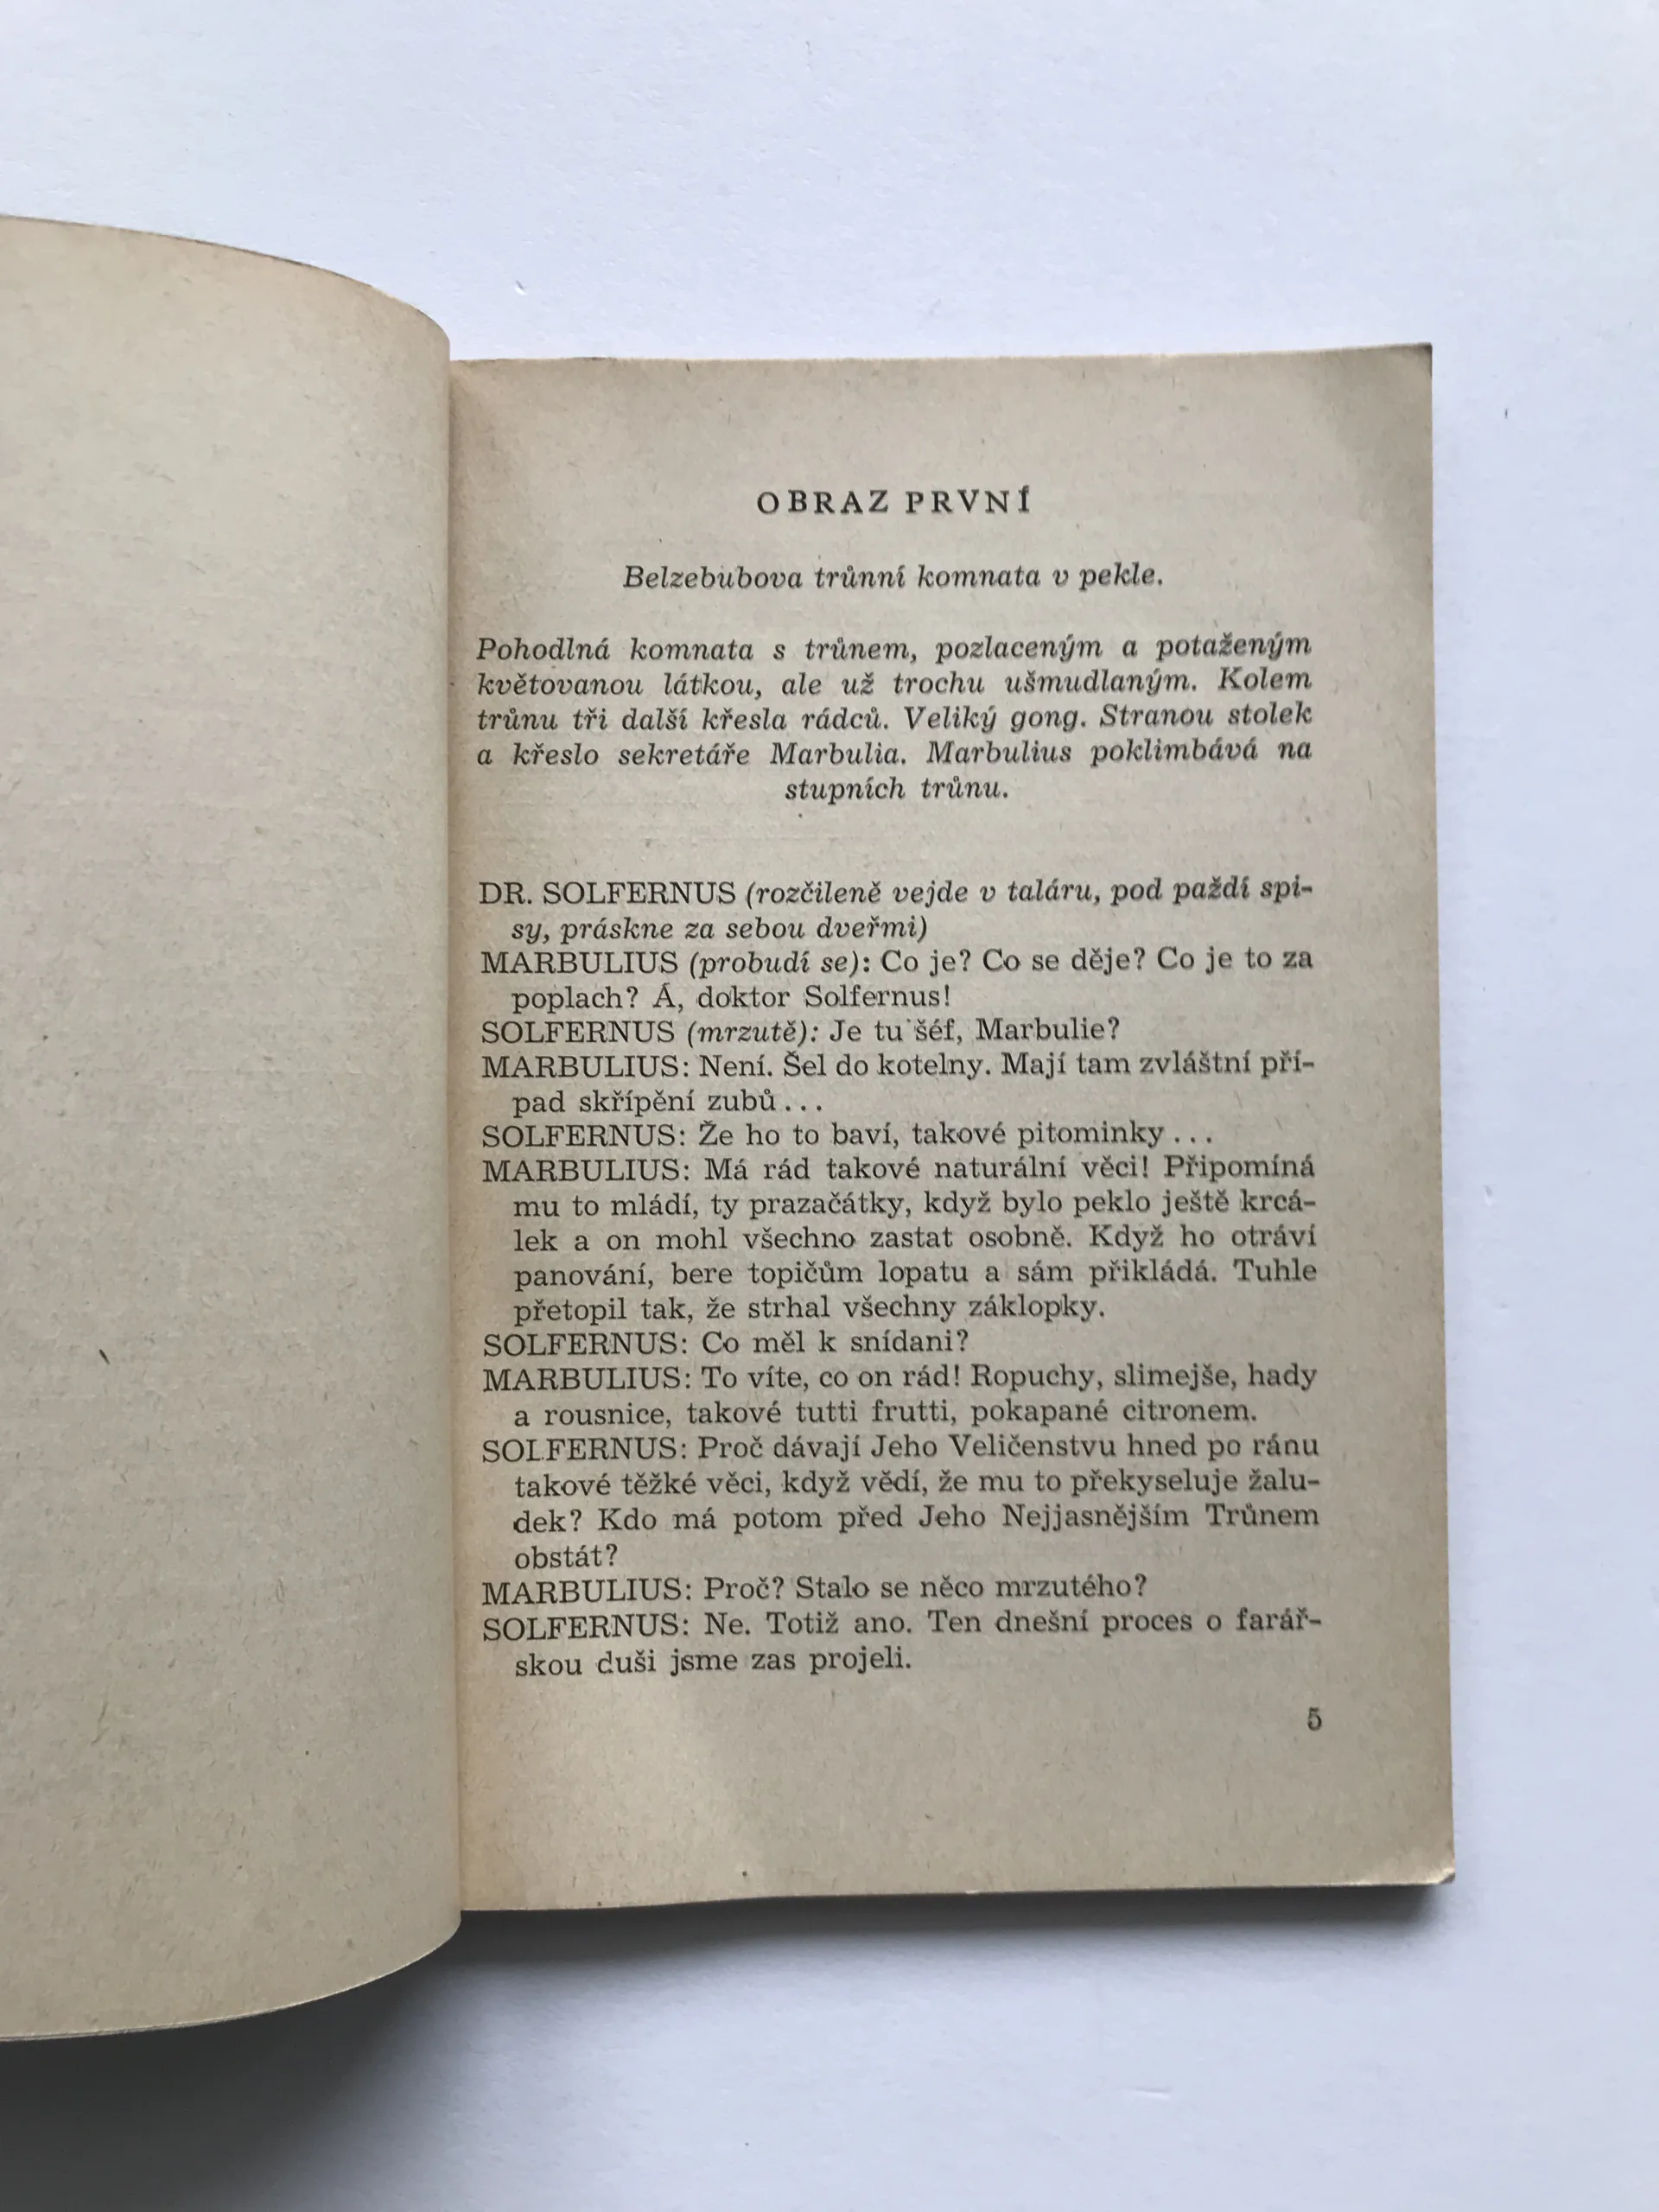 OBRAZ PRVNÍ
Belzebubova trůnní komnata v pekle.
Pohodlná komnata s trůnem, pozlaceným a potaženým
květovanou látkou, ale už trochu ušmudlaným. Kolem
trůnu tři další křesla rádců. Veliký gong. Stranou stolek
a křeslo sekretáře Marbulia. Marbulius poklimbává na
stupních trůnu.
DR. SOLFERNUS (rozčileně vejde v taláru, pod paždí spi-
sy, práskne za sebou dveřmi)
MARBULIUS (probudí se): Co je? Co se děje? Co je to za
poplach? Á, doktor Solfernus!
SOLFERNUS (mrzutě): Je tu šéf, Marbulie?
MARBULIUS: Není. Šel do kotelny. Mají tam zvláštní pří-
pad skřípění zubů...
SOLFERNUS: Že ho to baví, takové pitominky...
MARBULIUS: Má rád takové naturální věci! Připomíná
mu to mládí, ty prazačátky, když bylo peklo ještě krcá-
lek a on mohl všechno zastat osobně. Když ho otráví
panování, bere topičům lopatu a sám přikládá. Tuhle
přetopil tak, že strhal všechny záklopky.
SOLFERNUS: Co měl k snídani?
MARBULIUS: To víte, co on rád! Ropuchy, slimejše, hady
a rousnice, takové tutti frutti, pokapané citronem.
SOLFERNUS: Proč dávají Jeho Veličenstvu hned po ránu
takové těžké věci, když vědí, že mu to překyseluje žalu-
dek? Kdo má potom před Jeho Nejjasnějším Trůnem
obstát?
MARBULIUS: Proč? Stalo se něco mrzutého?
SOLFERNUS: Ne. Totiž ano. Ten dnešní proces o farář-
skou duši jsme zas projeli.
5